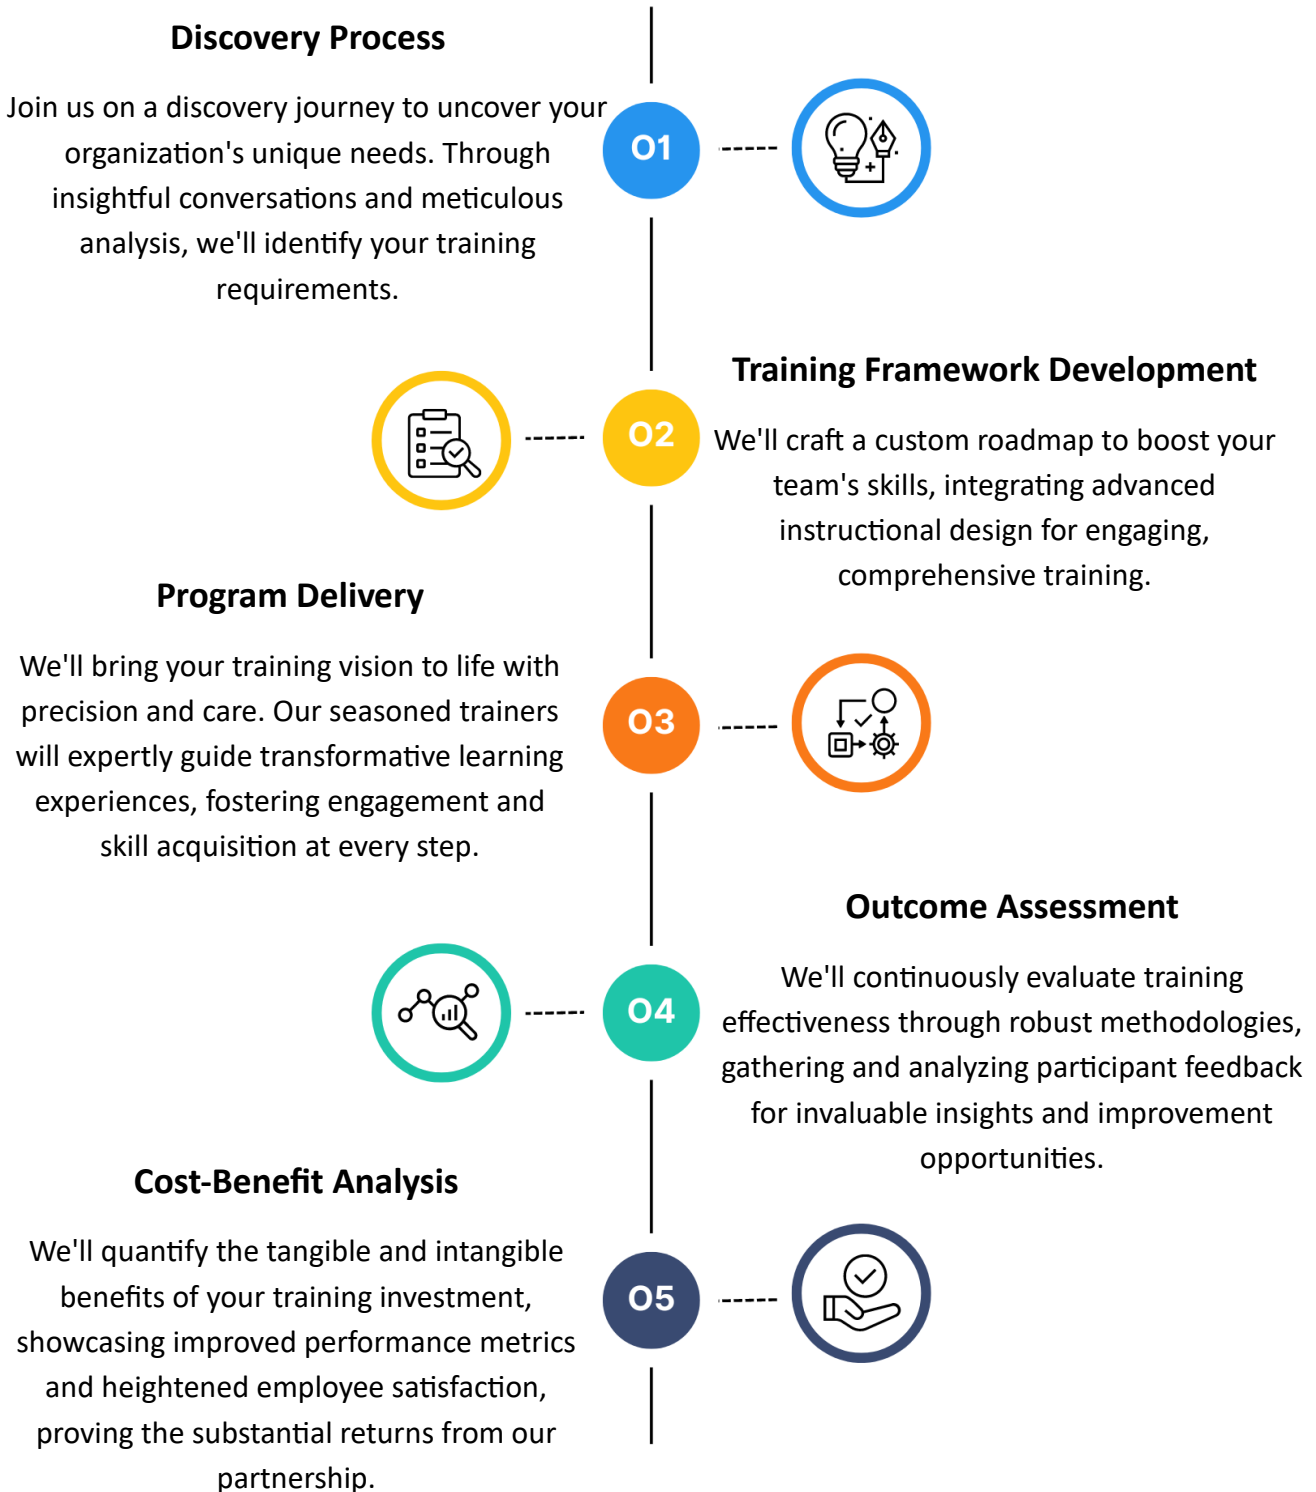 Discovery Process
Join us on a discovery journey to uncover your
organization's unique needs. Through
insightful conversations and meticulous
analysis, we'll identify your training
requirements.
01
Training Framework Development
We'll craft a custom roadmap to boost your
team's skills, integrating advanced
instructional design for engaging,
comprehensive training.
02
Program Delivery
We'll bring your training vision to life with
precision and care. Our seasoned trainers
will expertly guide transformative learning
experiences, fostering engagement and
skill acquisition at every step.
03
Outcome Assessment
We'll continuously evaluate training
effectiveness through robust methodologies,
gathering and analyzing participant feedback
for invaluable insights and improvement
opportunities.
04
Cost-Benefit Analysis
We'll quantify the tangible and intangible
benefits of your training investment,
showcasing improved performance metrics
and heightened employee satisfaction,
proving the substantial returns from our
partnership.
05